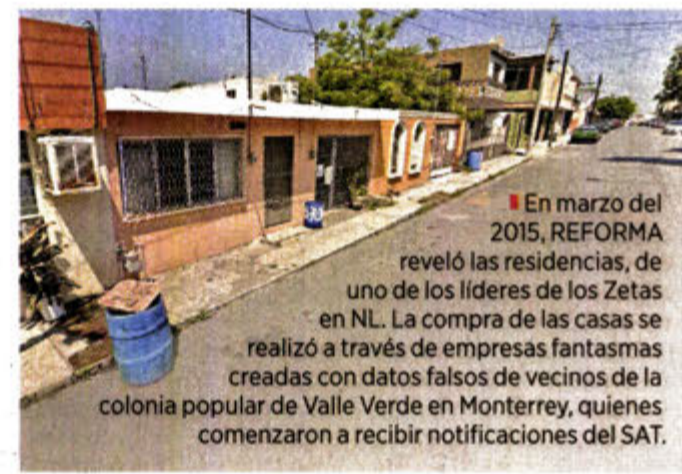 En marzo del
2015, REFORMA
reveló las residencias, de
uno de los líderes de los Zetas
en NL. La compra de las casas se
realizó a través de empresas fantasmas
creadas con datos falsos de vecinos de la
colonia popular de Valle Verde en Monterrey, quienes
comenzaron a recibir notificaciones del SAT.